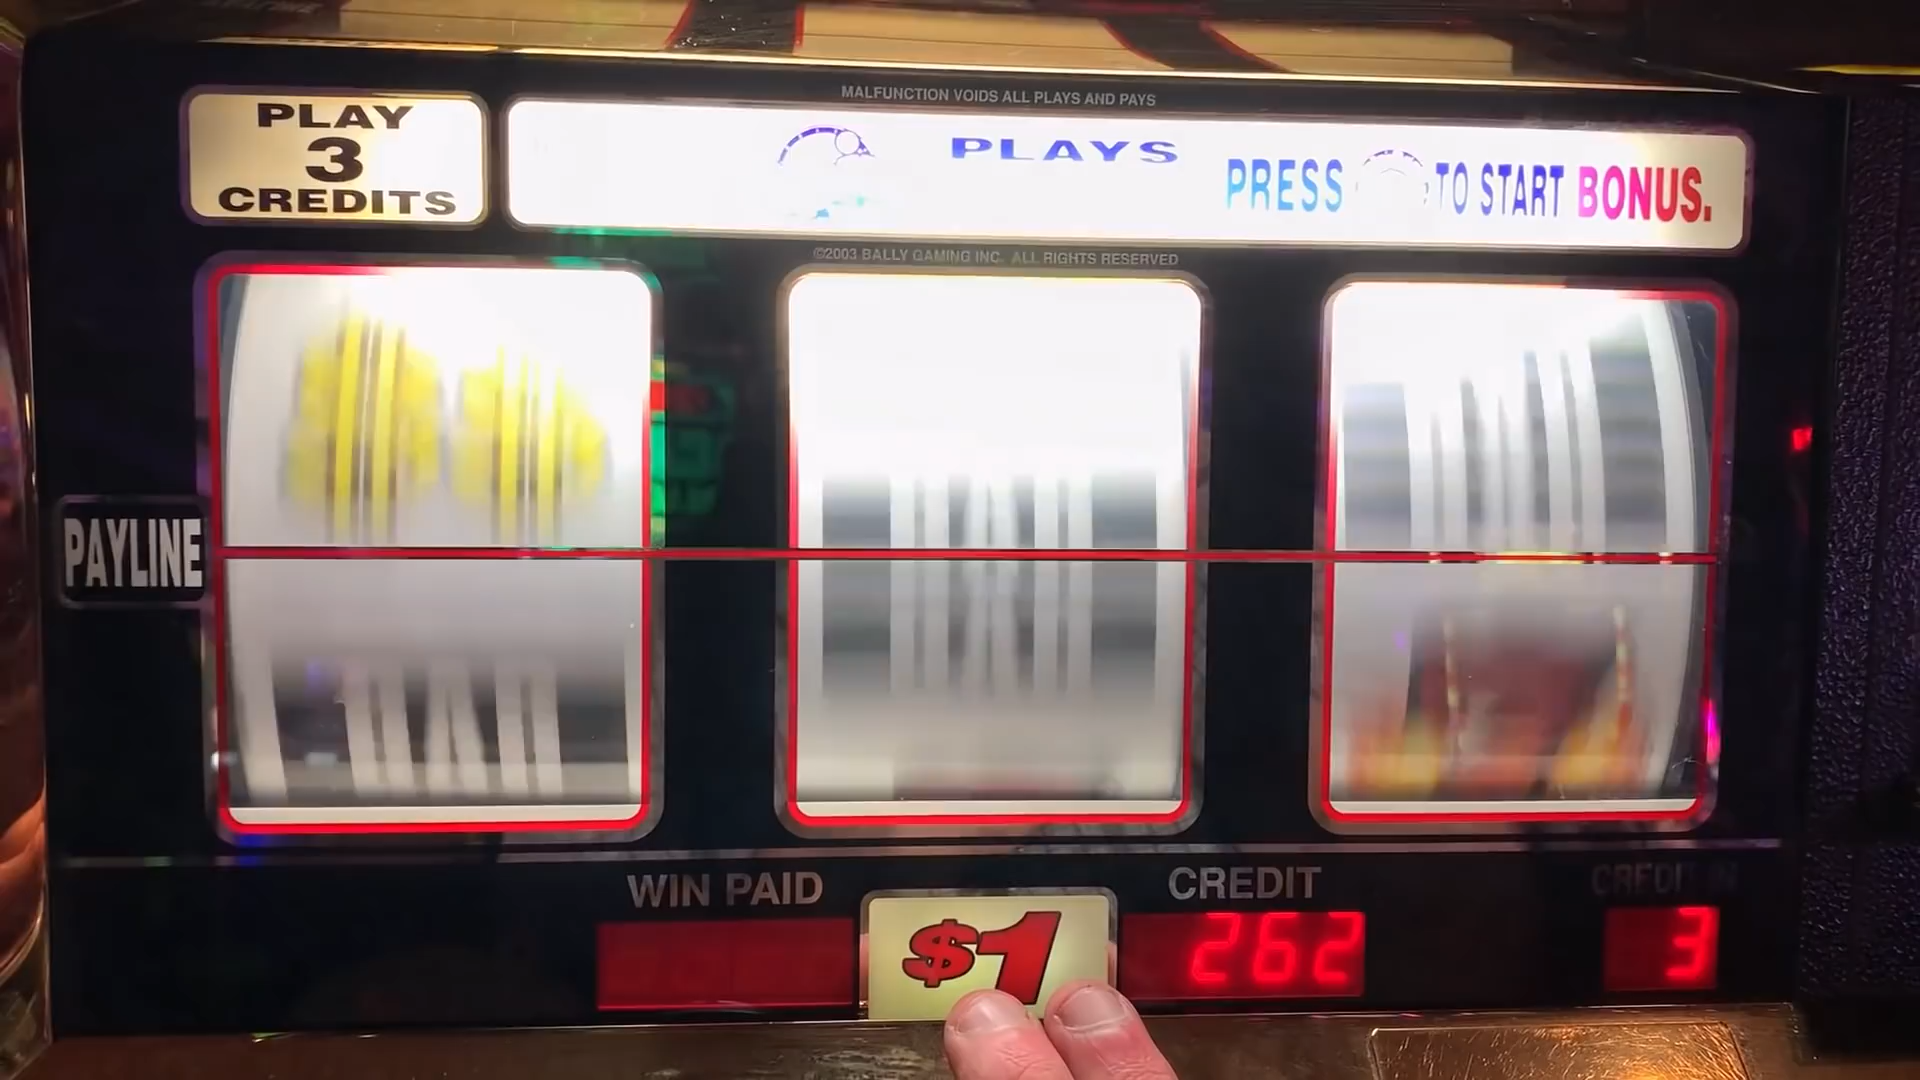 MALFUNCTION VOIDS ALL PLAYS AND PAYS
PLAY
3
CREDITS
PLAYS
PRESS TO START BONUS.
©2003 BALLY GAMING INC. ALL RIGHTS RESERVED
PAYLINE
WIN PAID
CREDIT
$1
262
3